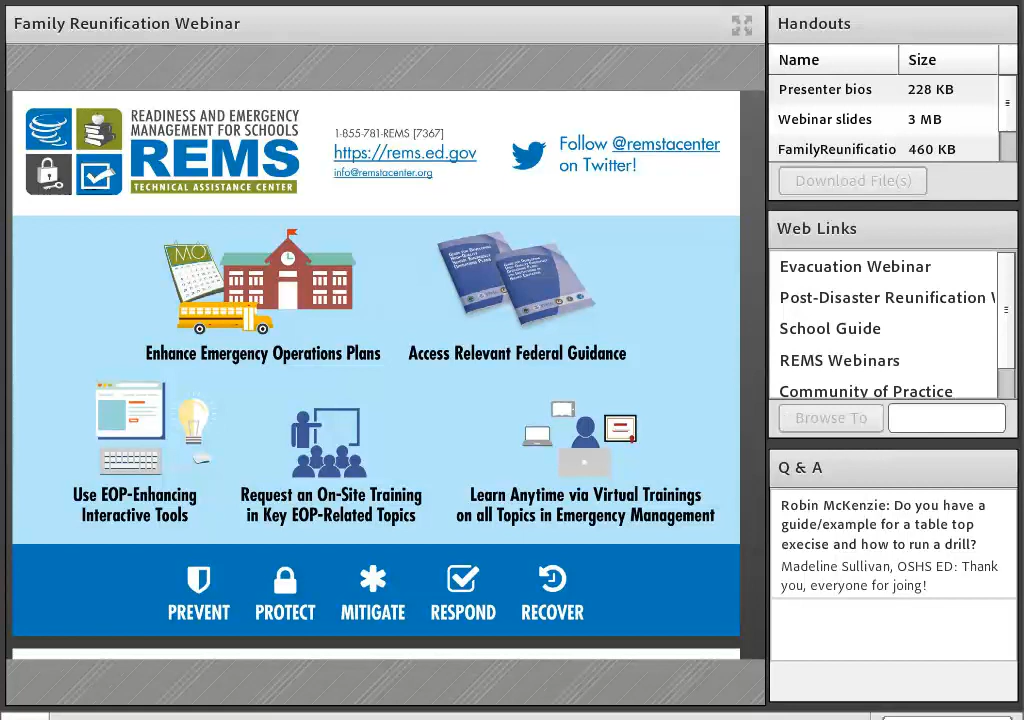 Family Reunification Webinar
READINESS AND EMERGENCY
MANAGEMENT FOR SCHOOLS
REMS
TECHNICAL ASSISTANCE CENTER
1-855-781-REMS [7367]
https://rems.ed.gov
info@remstacenter.org
Follow @remstacenter
on Twitter!
MO
Enhance Emergency Operations Plans
Access Relevant Federal Guidance
Use EOP-Enhancing
Interactive Tools
Request an On-Site Training
in Key EOP-Related Topics
Learn Anytime via Virtual Trainings
on all Topics in Emergency Management
PREVENT
PROTECT
MITIGATE
RESPOND
RECOVER
Handouts
Name Size
Presenter bios 228 KB
Webinar slides 3 MB
FamilyReunificatio 460 KB
Download File(s)
Web Links
Evacuation Webinar
Post-Disaster Reunification
School Guide
REMS Webinars
Community of Practice
Browse To
Q & A
Robin McKenzie: Do you have a
guide/example for a table top
execise and how to run a drill?
Madeline Sullivan, OSHS ED: Thank
you, everyone for joing!